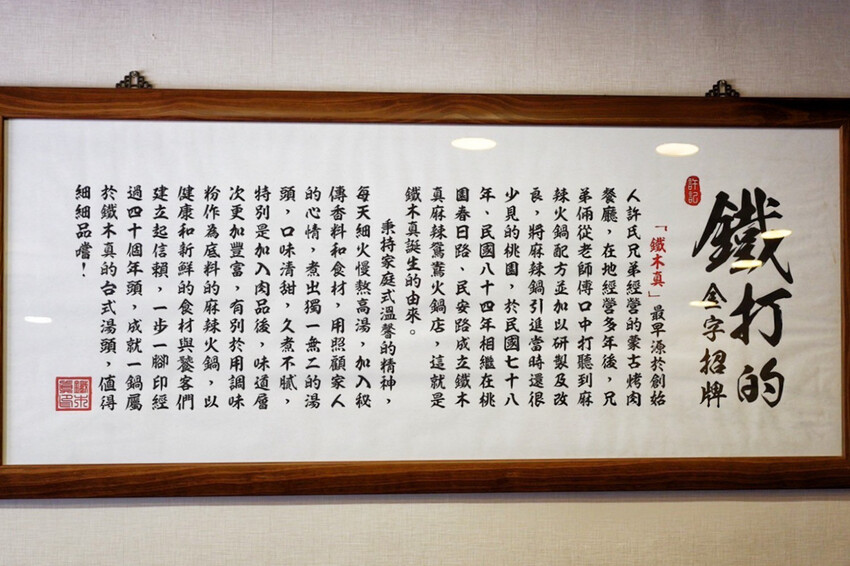 鐵打的
金字招牌
許記
「鐵木真」最早源於創始
人許氏兄弟經營的蒙古烤肉
餐廳，在地經營多年後，兄
弟倆從老師傅口中打聽到麻
辣火鍋配方並加以研製及改
良，將麻辣鍋引進當時還很
少見的桃園，於民國七十八
年、民國八十四年相繼在桃
園春日路、民安路成立鐵木
真麻辣鴛鴦火鍋店，這就是
鐵木真誕生的由來。
秉持家庭式溫馨的精神，
每天細火慢熬高湯，加入秘
傳香料和食材，用照顧家人
的心情，煮出獨一無二的湯
頭，口味清甜，久煮不膩，
特別是加入肉品後，味道層
次更加豐富，有別於用調味
粉作為底料的麻辣火鍋，以
健康和新鮮的食材與饕客們
建立起信賴，一步一腳印經
過四十個年頭，成就一鍋屬
於鐵木真的台式湯頭，值得
細細品嚐！